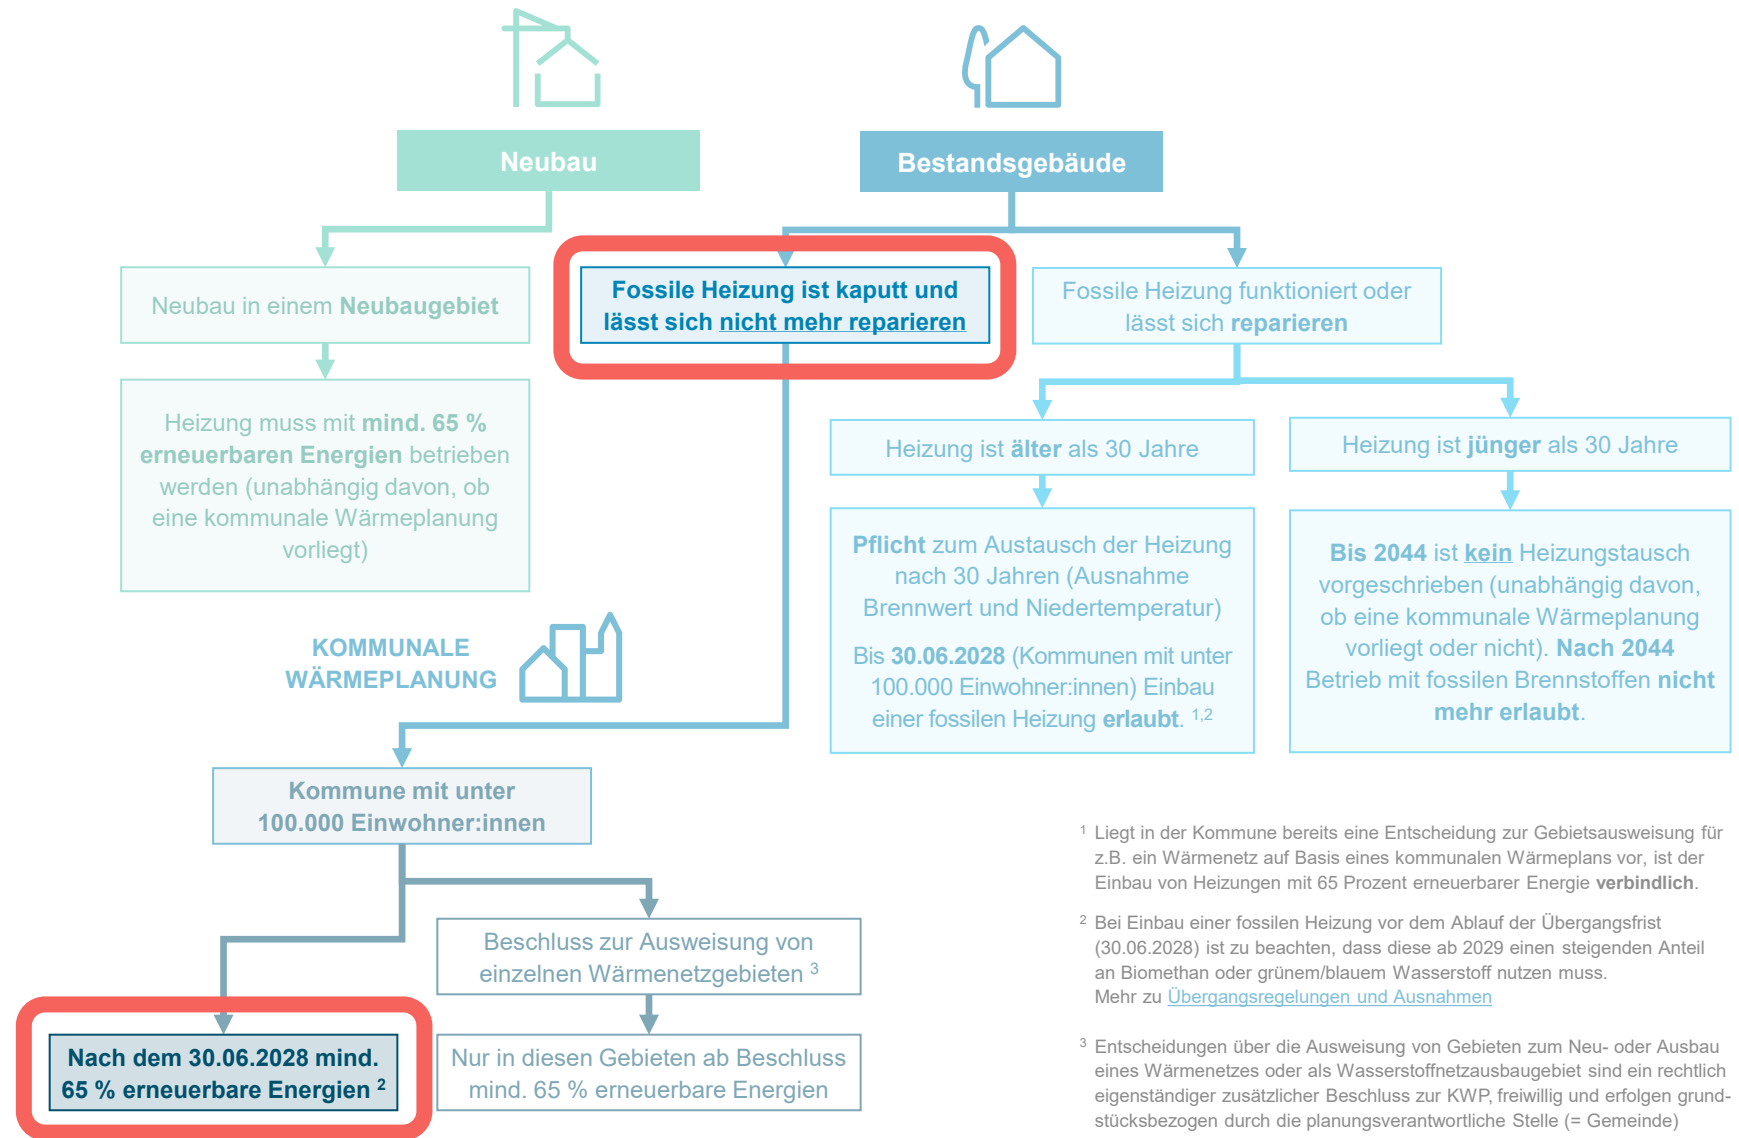 Neubau
Bestandsgebäude
Neubau in einem Neubaugebiet
Fossile Heizung ist kaputt und
lässt sich nicht mehr reparieren
Fossile Heizung funktioniert oder
lässt sich reparieren
Heizung muss mit mind. 65 %
erneuerbaren Energien betrieben
werden (unabhängig davon, ob
eine kommunale Wärmeplanung
vorliegt)
Heizung ist älter als 30 Jahre
Heizung ist jünger als 30 Jahre
Pflicht zum Austausch der Heizung
nach 30 Jahren (Ausnahme
Brennwert und Niedertemperatur)
Bis 30.06.2028 (Kommunen mit unter
100.000 Einwohner:innen) Einbau
einer fossilen Heizung erlaubt. 1,2
Bis 2044 ist kein Heizungstausch
vorgeschrieben (unabhängig davon,
ob eine kommunale Wärmeplanung
vorliegt oder nicht). Nach 2044
Betrieb mit fossilen Brennstoffen nicht
mehr erlaubt.
KOMMUNALE
WÄRMEPLANUNG
Kommune mit unter
100.000 Einwohner:innen
Beschluss zur Ausweisung von
einzelnen Wärmenetzgebieten 3
Nach dem 30.06.2028 mind.
65 % erneuerbare Energien 2
Nur in diesen Gebieten ab Beschluss
mind. 65 % erneuerbare Energien
1 Liegt in der Kommune bereits eine Entscheidung zur Gebietsausweisung für
z.B. ein Wärmenetz auf Basis eines kommunalen Wärmeplans vor, ist der
Einbau von Heizungen mit 65 Prozent erneuerbarer Energie verbindlich.
2 Bei Einbau einer fossilen Heizung vor dem Ablauf der Übergangsfrist
(30.06.2028) ist zu beachten, dass diese ab 2029 einen steigenden Anteil
an Biomethan oder grünem/blauem Wasserstoff nutzen muss.
Mehr zu Übergangsregelungen und Ausnahmen
3 Entscheidungen über die Ausweisung von Gebieten zum Neu- oder Ausbau
eines Wärmenetzes oder als Wasserstoffnetzausbaugebiet sind ein rechtlich
eigenständiger zusätzlicher Beschluss zur KWP, freiwillig und erfolgen grund-
stücksbezogen durch die planungsverantwortliche Stelle (= Gemeinde)